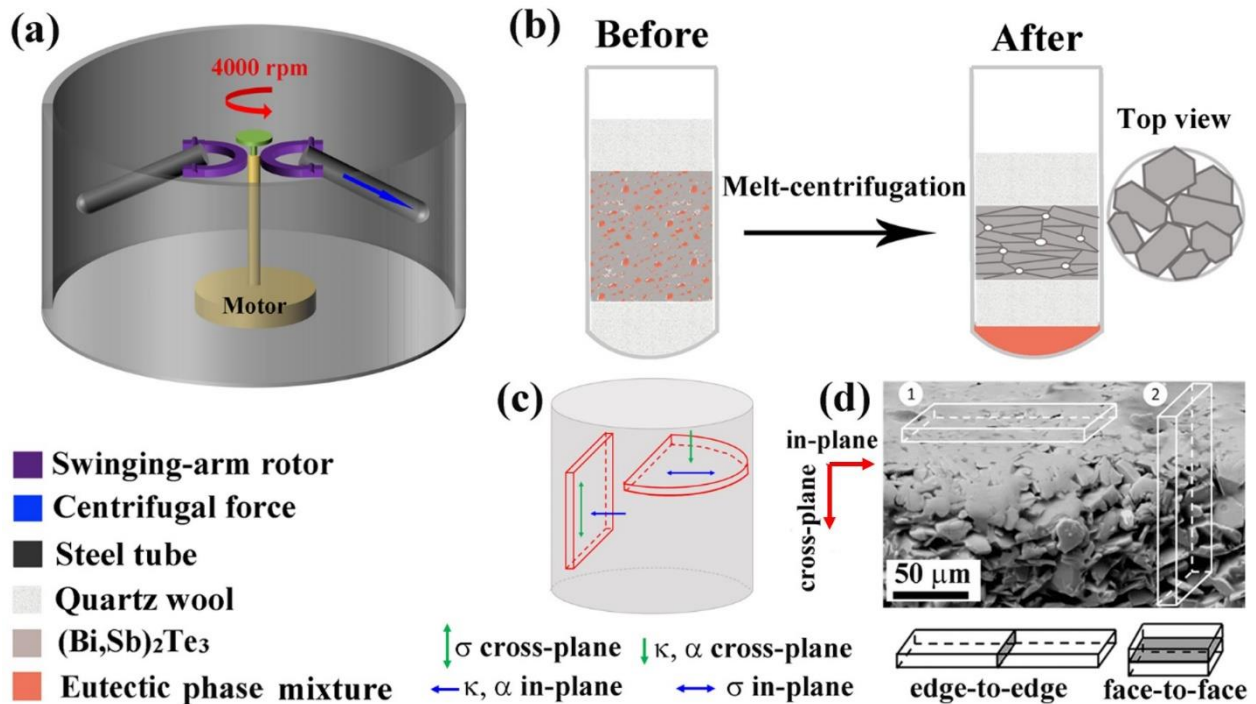 (a)
4000 rpm
Motor
Swinging-arm rotor
Centrifugal force
Steel tube
Quartz wool
(Bi,Sb)₂Te₃
Eutectic phase mixture
(b)
Before
After
Top view
Melt-centrifugation
(c)
σ cross-plane
κ, α cross-plane
κ, α in-plane
σ in-plane
(d)
1
2
in-plane
cross-plane
50 μm
edge-to-edge
face-to-face